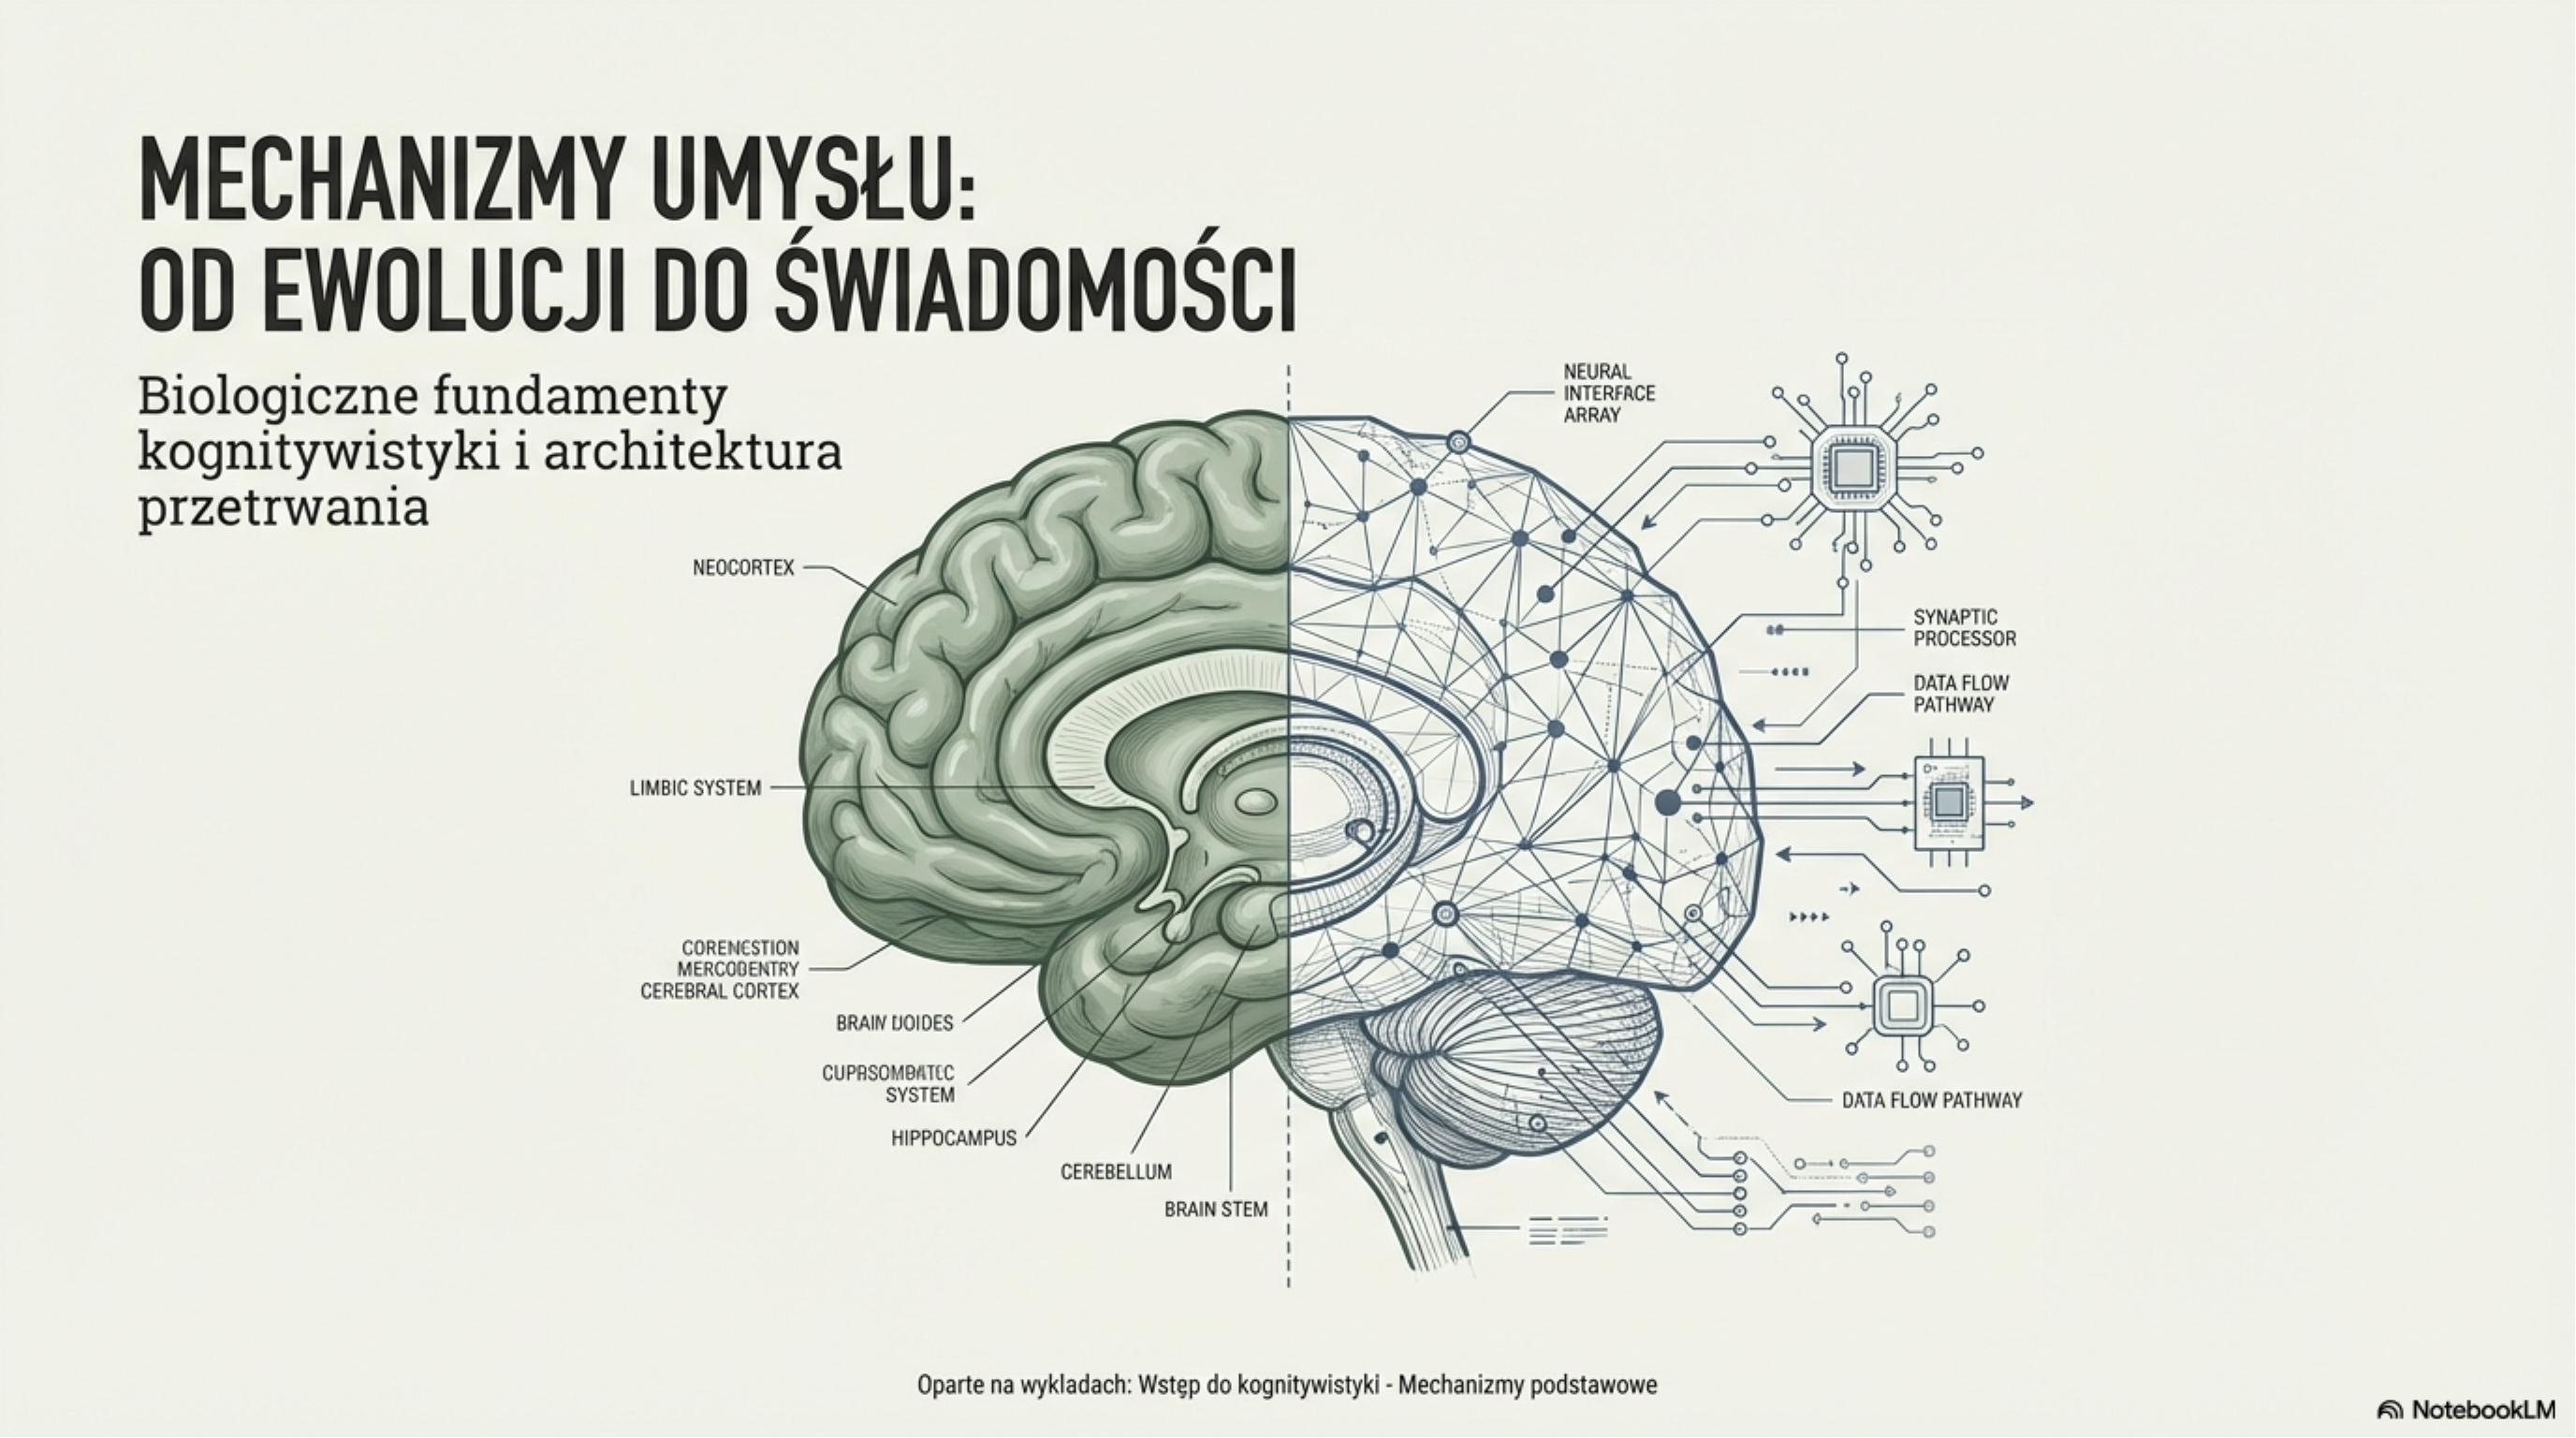 MECHANIZMY UMYSŁU:
OD EWOLUCJI DO ŚWIADOMOŚCI
Biologiczne fundamenty
kognitywistyki i architektura
przetrwania
NEURAL
INTERFACE
ARRAY
NEOCORTEX
SYNAPTIC
PROCESSOR
DATA FLOW
PATHWAY
LIMBIC SYSTEM
CORENESTION
MERCOBENTRY
CEREBRAL CORTEX
BRAIN
SYSTEM
HIPPOCAMPUS
CEREBELLUM
BRAIN STEM
DATA FLOW PATHWAY
Oparte na wykladach: Wstęp do kognitywistyki - Mechanizmy podstawowe
NotebookLM